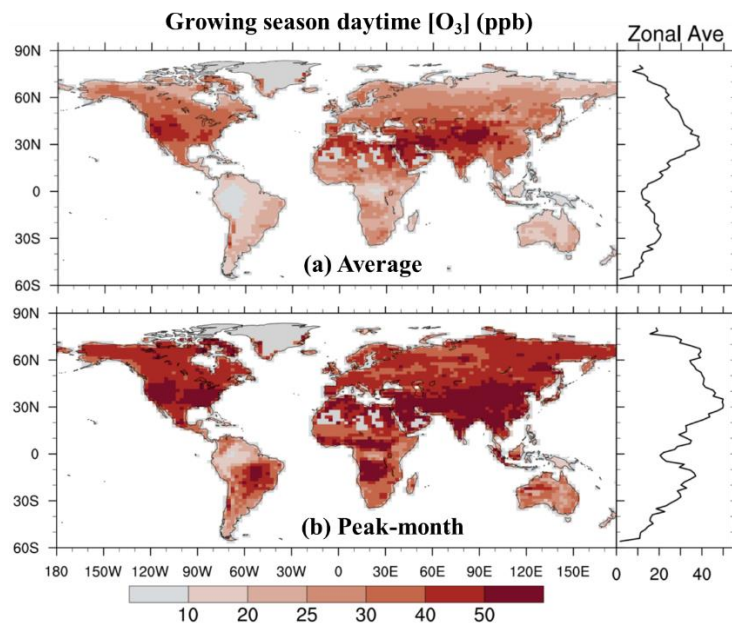 Growing season daytime [O₃] (ppb)
Zonal Ave
90N
60N
30N
0
30S
60S
(a) Average
90N
60N
30N
0
30S
60S
(b) Peak-month
180 150W 120W 90W 60W 30W 0 30E 60E 90E 120E 150E 0 20 40
10 20 25 30 40 50